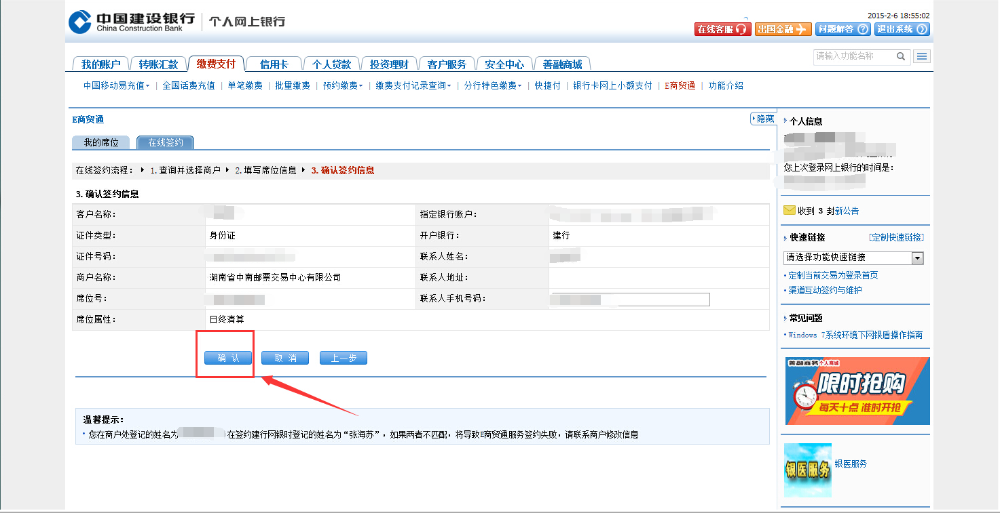 中国建设银行 个人网上银行
China Construction Bank
2015-2-6 18:55:02
在线客服 出国金融 问题解答 退出系统
我的账户 转账汇款 缴费支付 信用卡 个人贷款 投资理财 客户服务 安全中心 善融商城
请输入功能名称
中国移动易充值 | 全国话费充值 | 单笔缴费 | 批量缴费 | 预约缴费 | 缴费支付记录查询 | 分行特色缴费 | 快捷付 | 银行卡网上小额支付 | E商贸通 | 功能介绍
E商贸通
隐藏
我的席位 在线签约
在线签约流程： 1.查询并选择商户 2.填写席位信息 3.确认签约信息
3.确认签约信息
客户名称： 指定银行账户：
证件类型： 身份证 开户银行： 建行
证件号码： 联系人姓名：
商户名称： 湖南省中南邮票交易中心有限公司 联系人地址：
席位号： 联系人手机号码：
席位属性： 日终清算
确 认 取 消 上一步
温馨提示：
您在商户处登记的姓名为 在签约建行网银时登记的姓名为“张海苏”，如果两者不匹配，将导致E商贸通服务签约失败，请联系商户修改信息
个人信息
您上次登录网上银行的时间是：
收到 3 封新公告
快速链接 [定制快速链接]
请选择功能快速链接
定制当前交易为登录首页
渠道互动签约与维护
常见问题
Windows 7系统环境下网银盾操作指南
善融商务个人商城
限时抢购
每天十点 准时开抢
银医服务
银医服务